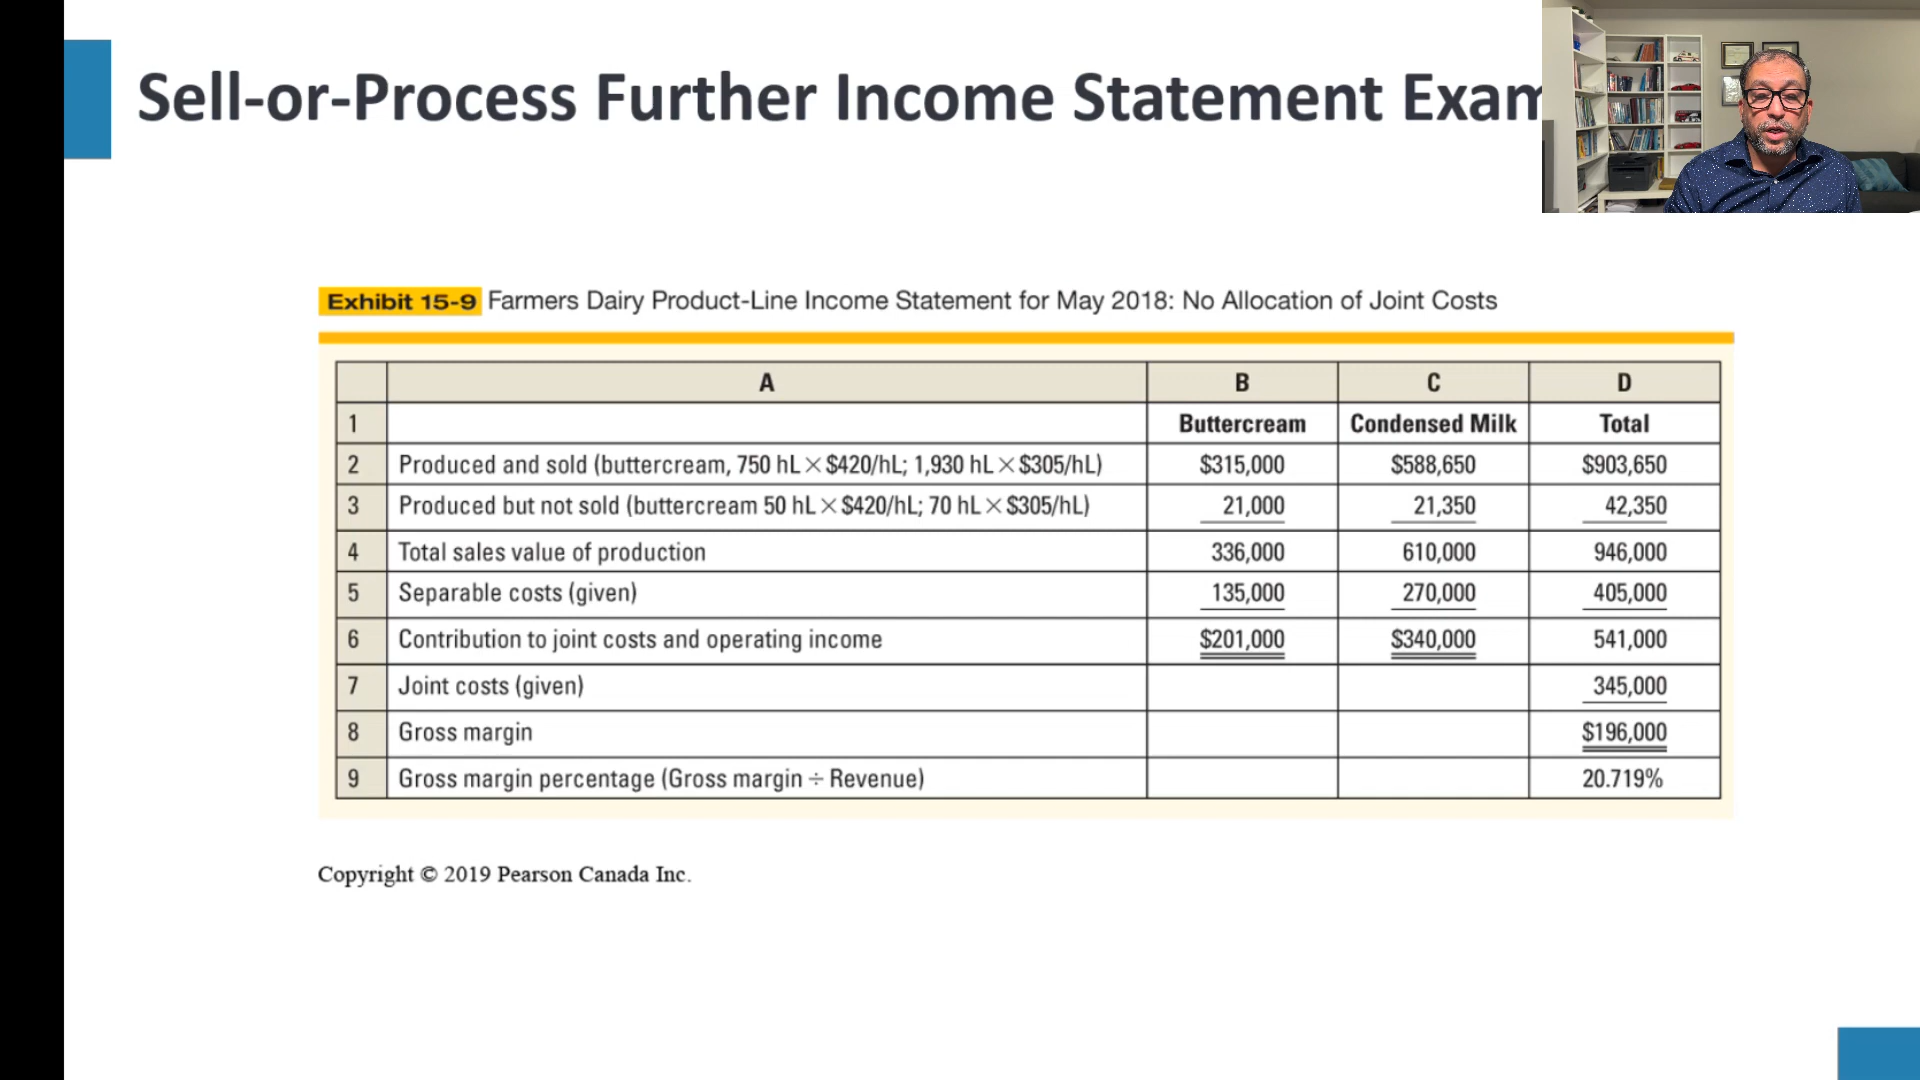 Sell-or-Process Further Income Statement Exam
Exhibit 15-9 Farmers Dairy Product-Line Income Statement for May 2018: No Allocation of Joint Costs
A B C D
1 Buttercream Condensed Milk Total
2 Produced and sold (buttercream, 750 hL × $420/hL; 1,930 hL × $305/hL) $315,000 $588,650 $903,650
3 Produced but not sold (buttercream 50 hL × $420/hL; 70 hL × $305/hL) 21,000 21,350 42,350
4 Total sales value of production 336,000 610,000 946,000
5 Separable costs (given) 135,000 270,000 405,000
6 Contribution to joint costs and operating income $201,000 $340,000 541,000
7 Joint costs (given) 345,000
8 Gross margin $196,000
9 Gross margin percentage (Gross margin ÷ Revenue) 20.719%
Copyright © 2019 Pearson Canada Inc.